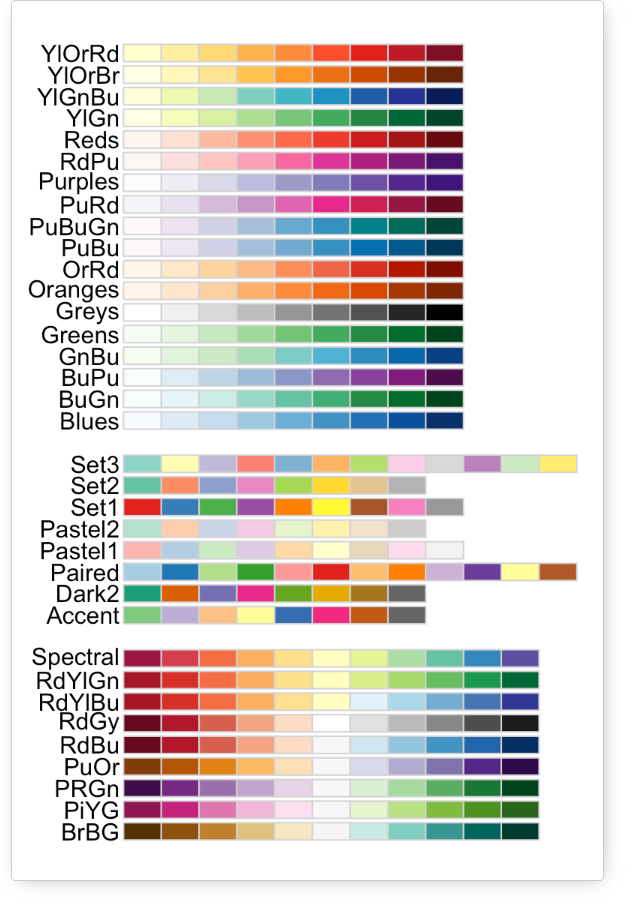 YlOrRd
YlOrBr
YlGnBu
YlGn
Reds
RdPu
Purples
PuRd
PuBuGn
PuBu
OrRd
Oranges
Greys
Greens
GnBu
BuPu
BuGn
Blues
Set3
Set2
Set1
Pastel2
Pastel1
Paired
Dark2
Accent
Spectral
RdYlGn
RdYlBu
RdGy
RdBu
PuOr
PRGn
PiYG
BrBG